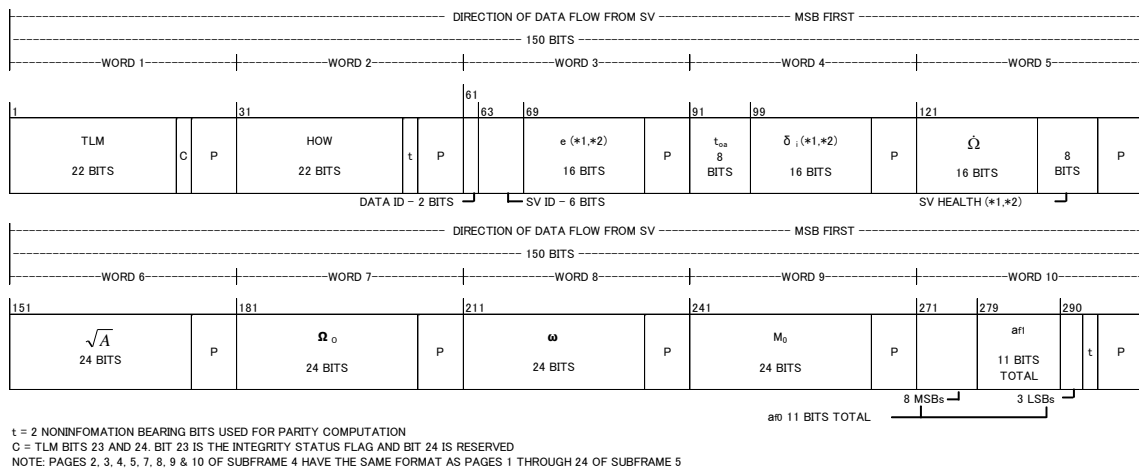 DIRECTION OF DATA FLOW FROM SV MSB FIRST
150 BITS
WORD 1 WORD 2 WORD 3 WORD 4 WORD 5
61
1 31 63 69 91 99 121
TLM HOW e (*1,*2) toa δ i (*1,*2) Ω̇
22 BITS C P 22 BITS t P 16 BITS P 8 BITS 16 BITS P 16 BITS 8 BITS P
DATA ID - 2 BITS SV ID - 6 BITS SV HEALTH (*1,*2)
DIRECTION OF DATA FLOW FROM SV MSB FIRST
150 BITS
WORD 6 WORD 7 WORD 8 WORD 9 WORD 10
151 181 211 241 271 279 290
√A Ω0 ω M0 af1
24 BITS P 24 BITS P 24 BITS P 24 BITS P 11 BITS TOTAL t P
8 MSBs 3 LSBs
af0 11 BITS TOTAL
t = 2 NONINFOMATION BEARING BITS USED FOR PARITY COMPUTATION
C = TLM BITS 23 AND 24. BIT 23 IS THE INTEGRITY STATUS FLAG AND BIT 24 IS RESERVED
NOTE: PAGES 2, 3, 4, 5, 7, 8, 9 & 10 OF SUBFRAME 4 HAVE THE SAME FORMAT AS PAGES 1 THROUGH 24 OF SUBFRAME 5